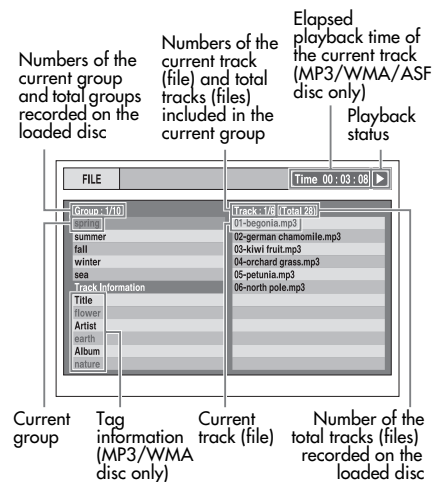 Elapsed
playback time of
the current track
(MP3/WMA/ASF
disc only)
Numbers of the
current group
and total groups
recorded on the
loaded disc
Numbers of the
current track
(file) and total
tracks (files)
included in the
current group
Playback
status
FILE
Time 00 : 03 : 08
Group : 1/10
spring
summer
fall
winter
sea
Track Information
Title
flower
Artist
earth
Album
nature
Track : 1/6 (Total 28)
01-begonia.mp3
02-german chamomile.mp3
03-kiwi fruit.mp3
04-orchard grass.mp3
05-petunia.mp3
06-north pole.mp3
Current
group
Tag
information
(MP3/WMA
disc only)
Current
track (file)
Number of the
total tracks (files)
recorded on the
loaded disc